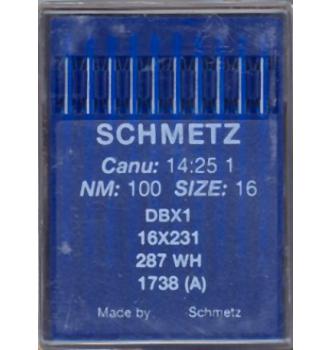 SCHMETZ
Canu: 14:25 1
NM: 100 SIZE: 16
DBX1
16X231
287 WH
1738 (A)
Made by Schmetz